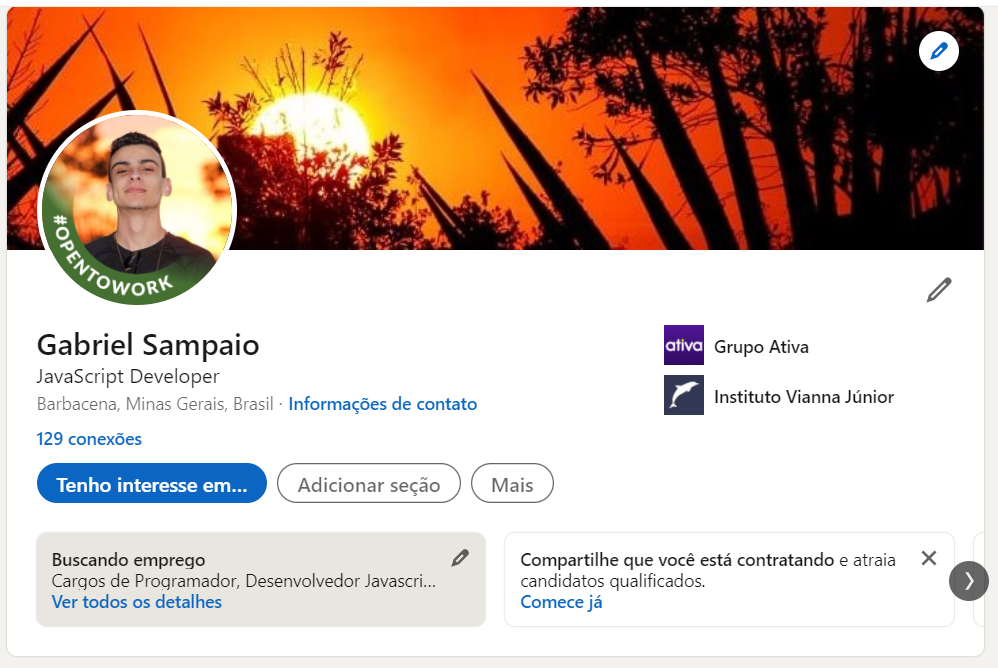 #OPENTOWORK
Gabriel Sampaio
JavaScript Developer
Barbacena, Minas Gerais, Brasil · Informações de contato
129 conexões
ativa Grupo Ativa
Instituto Vianna Júnior
Tenho interesse em...
Adicionar seção
Mais
Buscando emprego
Cargos de Programador, Desenvolvedor Javascri...
Ver todos os detalhes
Compartilhe que você está contratando e atraia
candidatos qualificados.
Comece já